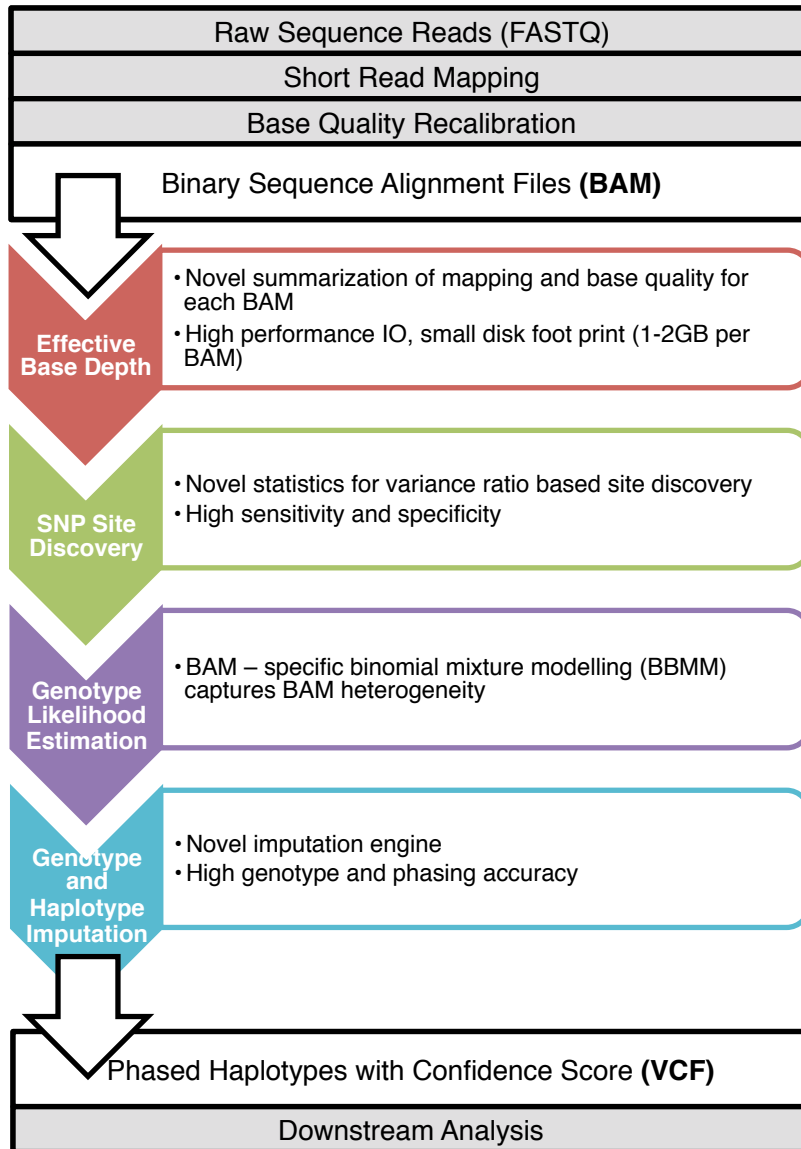 Raw Sequence Reads (FASTQ)
Short Read Mapping
Base Quality Recalibration
Binary Sequence Alignment Files (BAM)
Effective
Base Depth
• Novel summarization of mapping and base quality for
each BAM
• High performance IO, small disk foot print (1-2GB per
BAM)
SNP Site
Discovery
• Novel statistics for variance ratio based site discovery
• High sensitivity and specificity
Genotype
Likelihood
Estimation
• BAM – specific binomial mixture modelling (BBMM)
captures BAM heterogeneity
Genotype
and
Haplotype
Imputation
• Novel imputation engine
• High genotype and phasing accuracy
Phased Haplotypes with Confidence Score (VCF)
Downstream Analysis